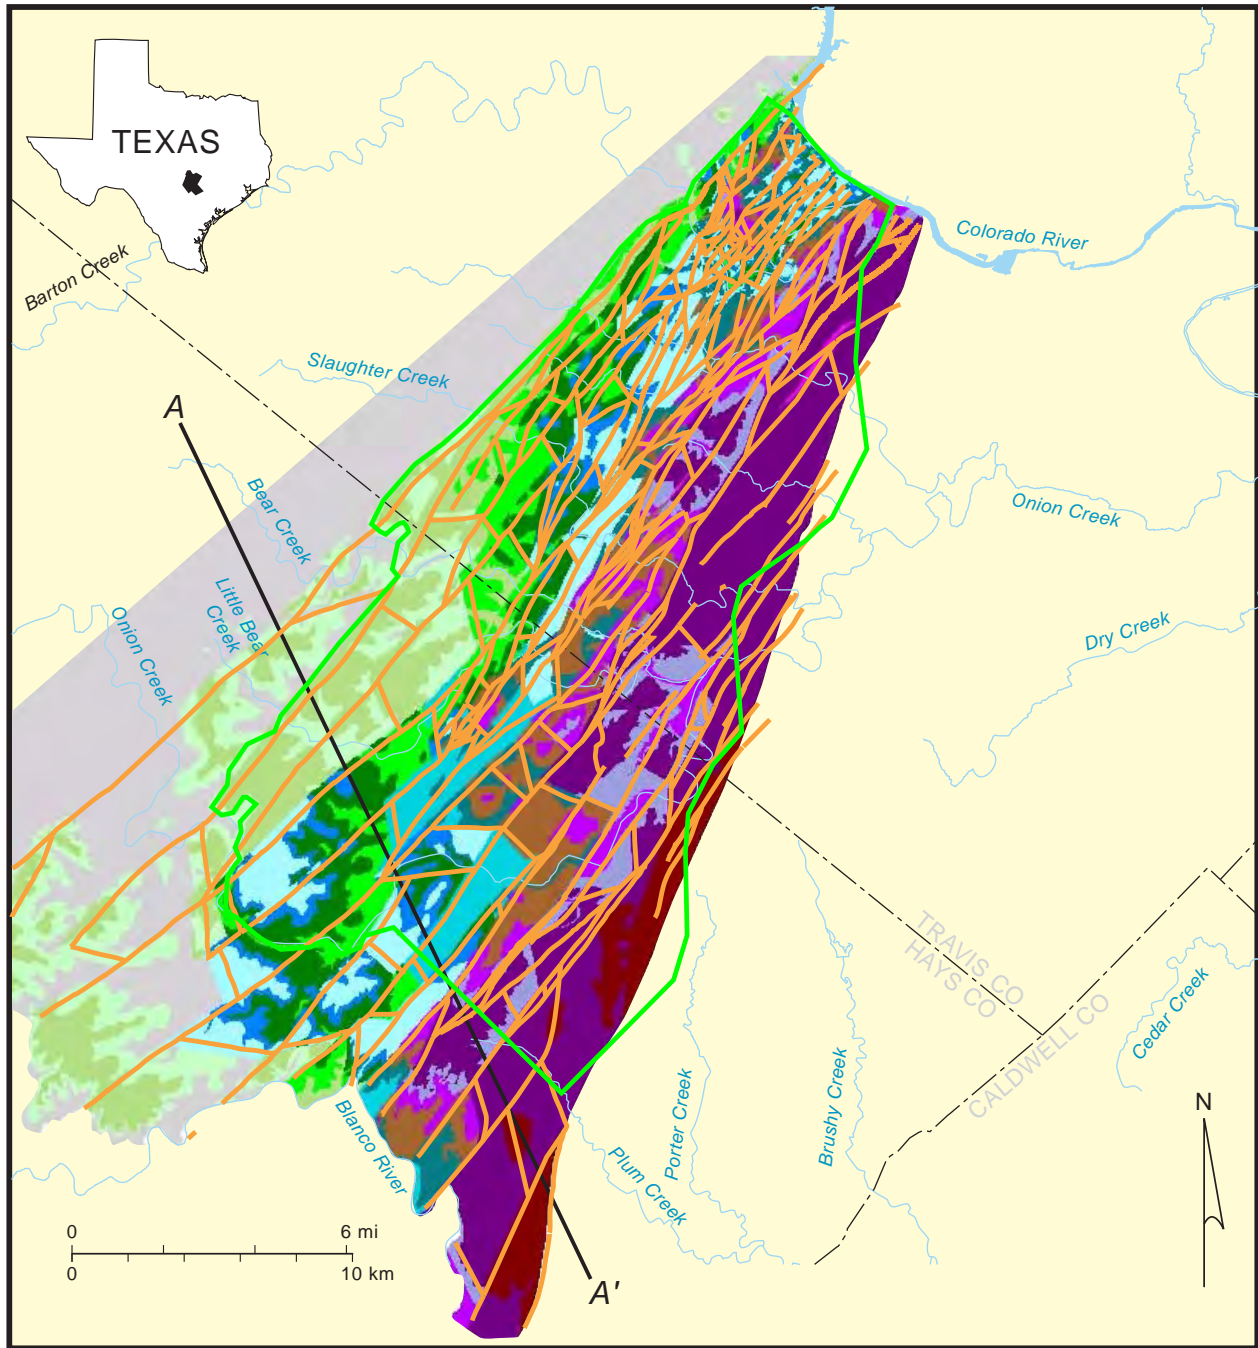 TEXAS
Barton Creek
Colorado River
Slaughter Creek
A
Bear Creek
Onion Creek
Little Bear
Creek
Onion Creek
Dry Creek
TRAVIS CO
HAYS CO
CALDWELL CO
Cedar Creek
Blanco River
Porter Creek
Brushy Creek
Plum Creek
N
0 6 mi
0 10 km
A'